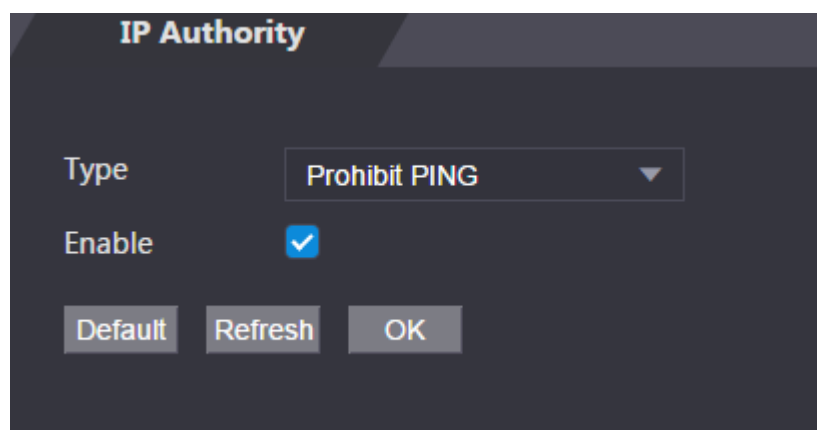 IP Authority
Type Prohibit PING
Enable
Default Refresh OK